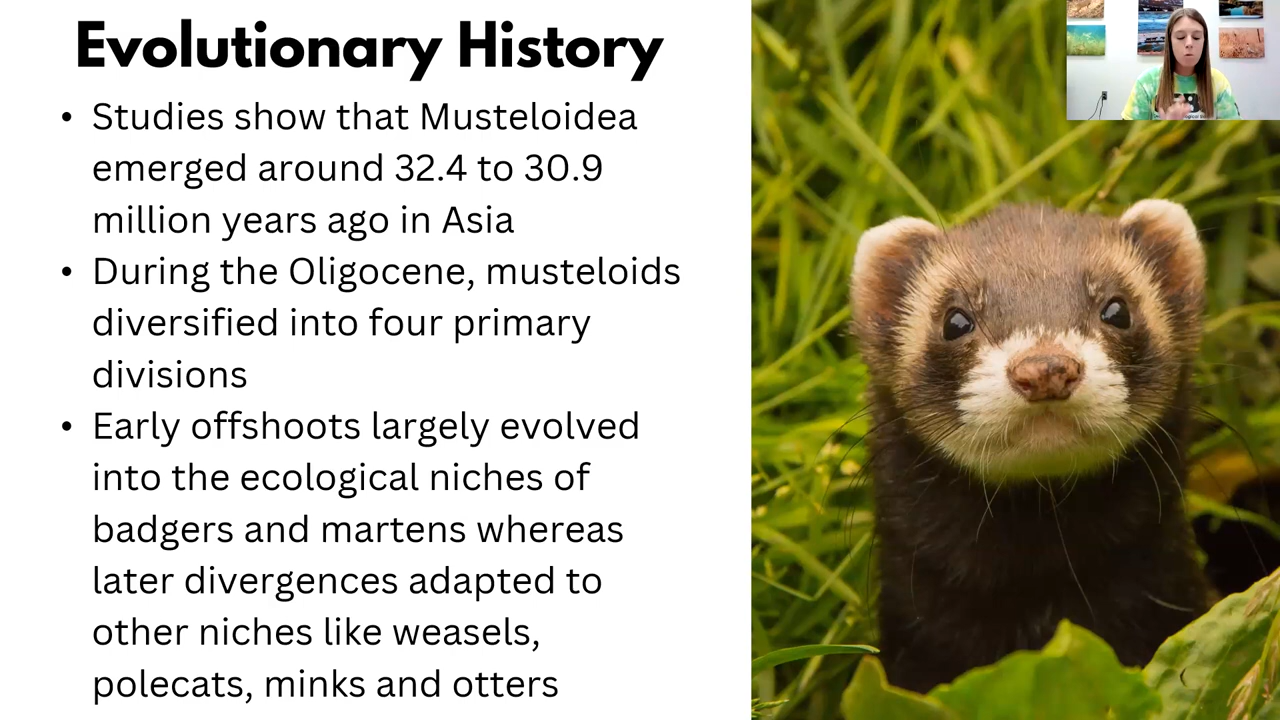 Evolutionary History
• Studies show that Musteloidea
emerged around 32.4 to 30.9
million years ago in Asia
• During the Oligocene, musteloids
diversified into four primary
divisions
• Early offshoots largely evolved
into the ecological niches of
badgers and martens whereas
later divergences adapted to
other niches like weasels,
polecats, minks and otters